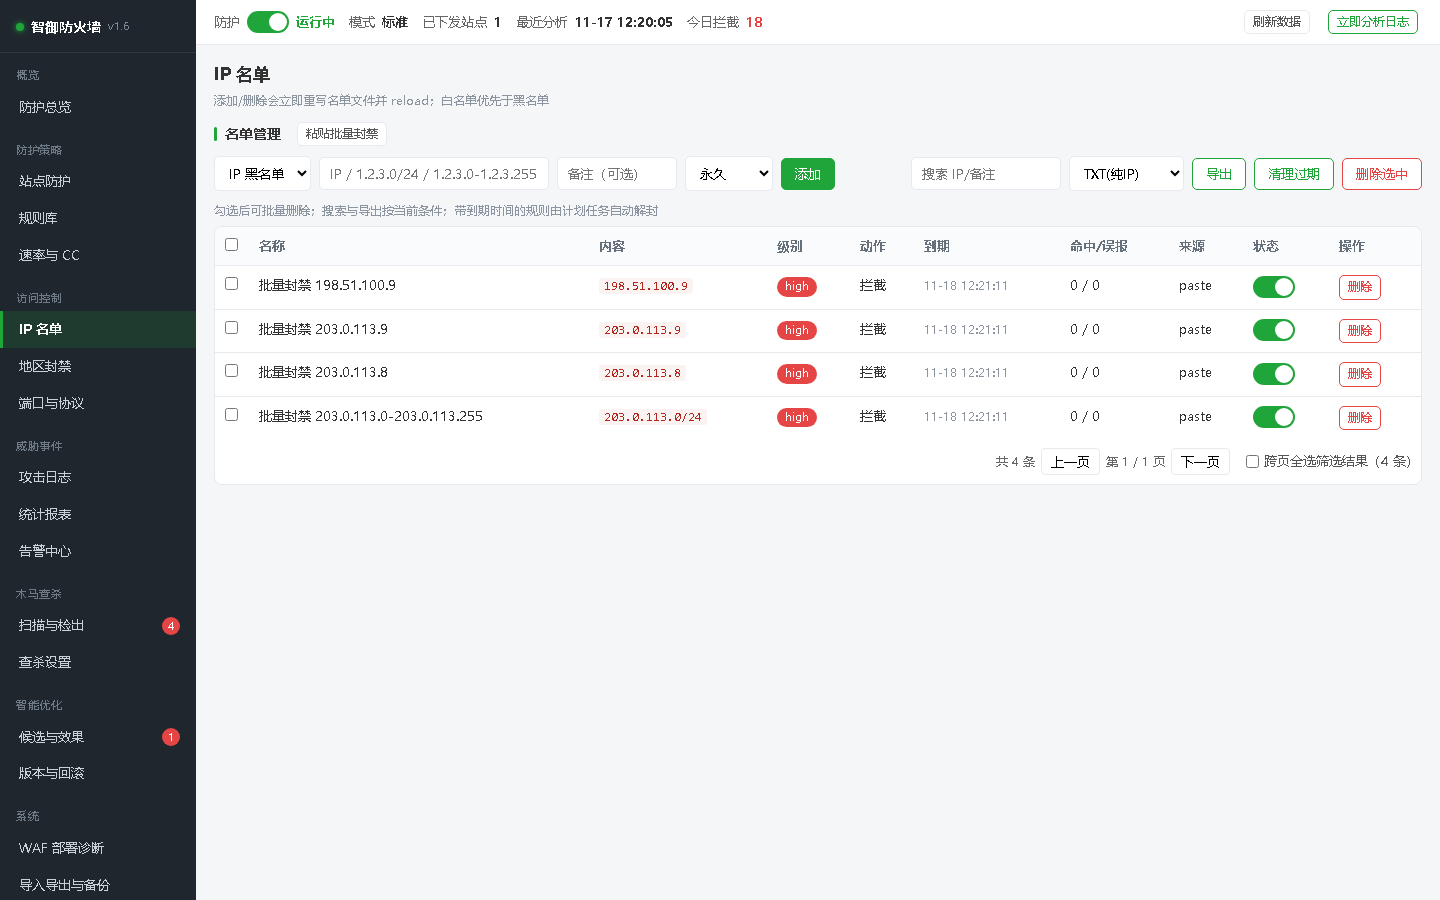 智御防火墙 v1.6
防护 运行中 模式 标准 已下发站点 1 最近分析 11-17 12:20:05 今日拦截 18 刷新数据 立即分析日志
概览
防护总览
防护策略
站点防护
规则库
速率与 CC
访问控制
IP 名单
地区封禁
端口与协议
威胁事件
攻击日志
统计报表
告警中心
木马查杀
扫描与检出 4
查杀设置
智能优化
候选与效果 1
版本与回滚
系统
WAF 部署诊断
导入导出与备份
IP 名单
添加/删除会立即重写名单文件并 reload；白名单优先于黑名单
名单管理 粘贴批量封禁
IP 黑名单 IP / 1.2.3.0/24 / 1.2.3.0-1.2.3.255 备注（可选） 永久 添加 搜索 IP/备注 TXT(纯IP) 导出 清理过期 删除选中
勾选后可批量删除；搜索与导出按当前条件；带到期时间的规则由计划任务自动解封
名称 内容 级别 动作 到期 命中/误报 来源 状态 操作
批量封禁 198.51.100.9 198.51.100.9 high 拦截 11-18 12:21:11 0 / 0 paste 删除
批量封禁 203.0.113.9 203.0.113.9 high 拦截 11-18 12:21:11 0 / 0 paste 删除
批量封禁 203.0.113.8 203.0.113.8 high 拦截 11-18 12:21:11 0 / 0 paste 删除
批量封禁 203.0.113.0-203.0.113.255 203.0.113.0/24 high 拦截 11-18 12:21:11 0 / 0 paste 删除
共 4 条 上一页 第 1 / 1 页 下一页 跨页全选筛选结果（4 条）